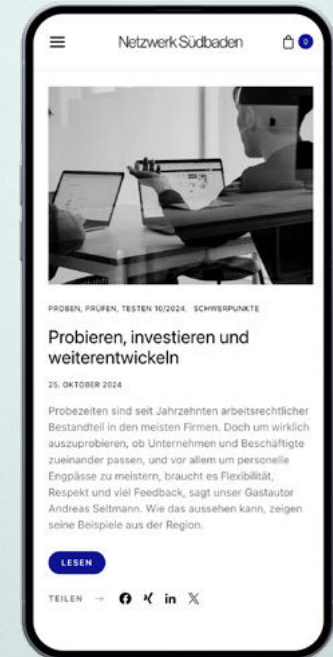 Netzwerk Südbaden
0
PROBEN, PRÜFEN, TESTEN 10/2024, SCHWERPUNKTE
Probieren, investieren und
weiterentwickeln
25. OKTOBER 2024
Probezeiten sind seit Jahrzehnten arbeitsrechtlicher
Bestandteil in den meisten Firmen. Doch um wirklich
auszuprobieren, ob Unternehmen und Beschäftigte
zueinander passen, und vor allem um personelle
Engpässe zu meistern, braucht es Flexibilität,
Respekt und viel Feedback, sagt unser Gastautor
Andreas Seltmann. Wie das aussehen kann, zeigen
seine Beispiele aus der Region.
LESEN
TEILEN →